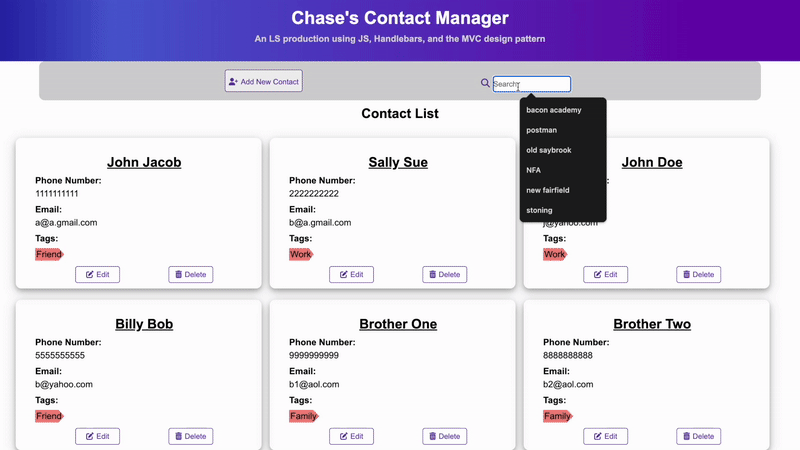 Chase's Contact Manager
An LS production using JS, Handlebars, and the MVC design pattern
Add New Contact
Search
bacon academy
postman
old saybrook
NFA
new fairfield
stoning
Contact List
John Jacob
Phone Number:
1111111111
Email:
a@a.gmail.com
Tags:
Friend
Edit
Delete
Sally Sue
Phone Number:
2222222222
Email:
b@a.gmail.com
Tags:
Work
Edit
Delete
John Doe
j@yahoo.com
Tags:
Work
Edit
Delete
Billy Bob
Phone Number:
5555555555
Email:
b@yahoo.com
Tags:
Friend
Edit
Delete
Brother One
Phone Number:
9999999999
Email:
b1@aol.com
Tags:
Family
Edit
Delete
Brother Two
Phone Number:
8888888888
Email:
b2@aol.com
Tags:
Family
Edit
Delete